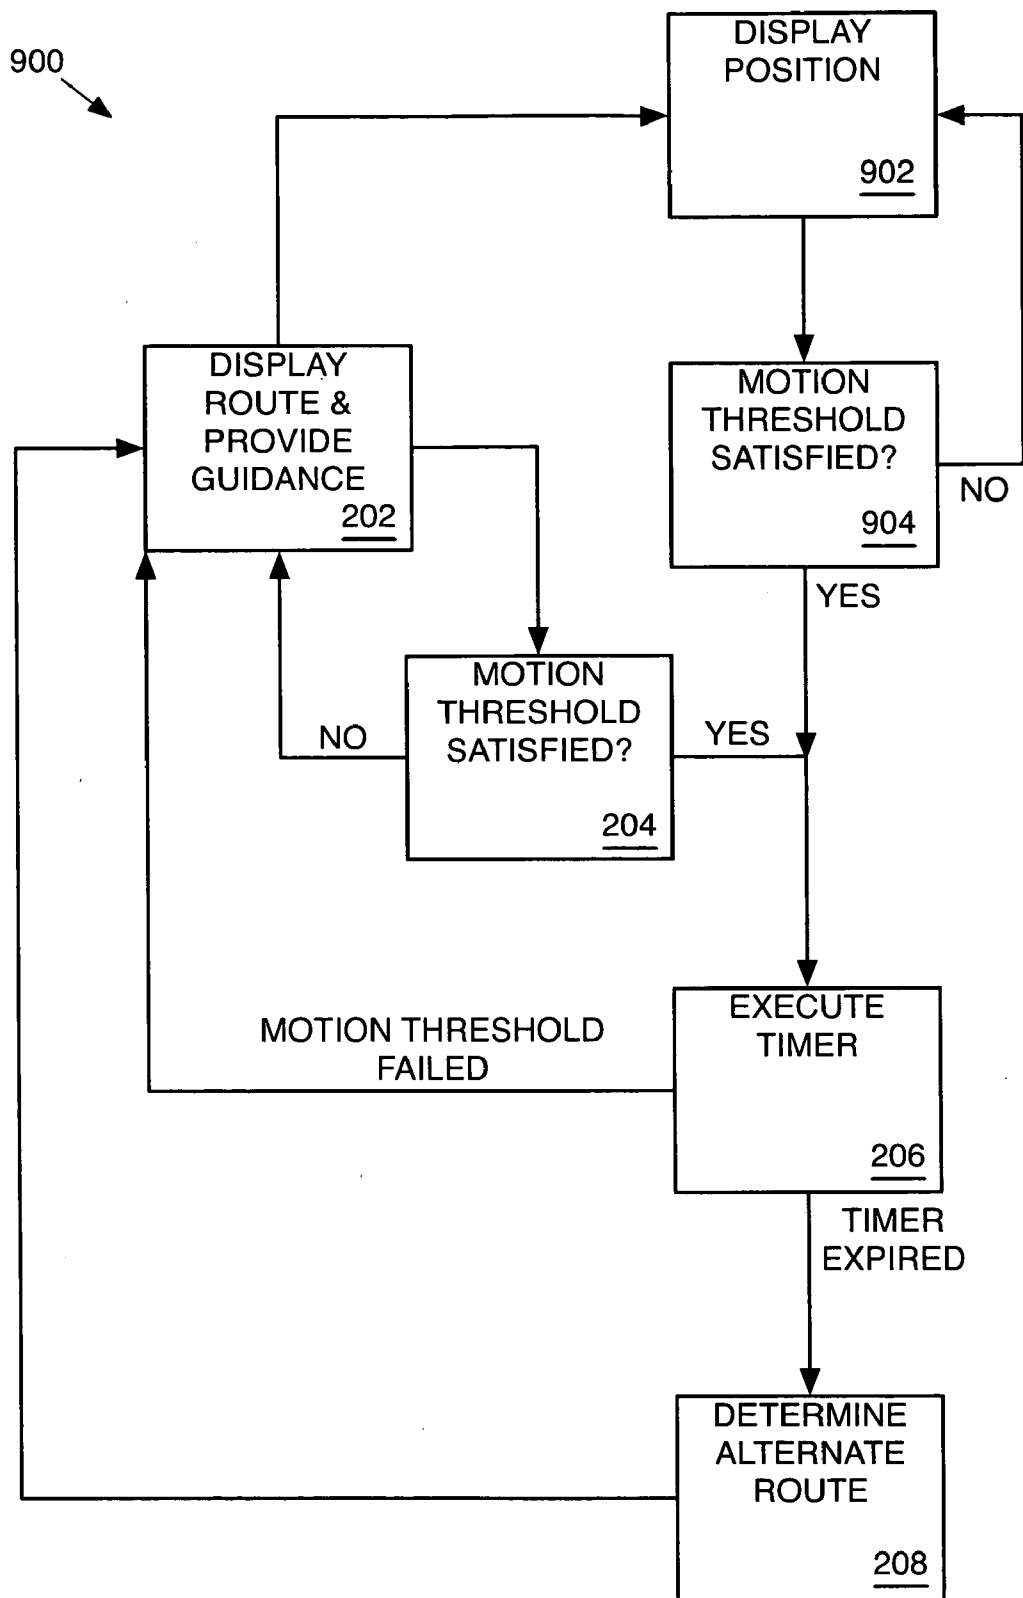 900
DISPLAY
POSITION
902
DISPLAY
ROUTE &
PROVIDE
GUIDANCE
202
MOTION
THRESHOLD
SATISFIED?
904
NO
YES
MOTION
THRESHOLD
SATISFIED?
204
NO
YES
EXECUTE
TIMER
206
MOTION THRESHOLD
FAILED
TIMER
EXPIRED
DETERMINE
ALTERNATE
ROUTE
208